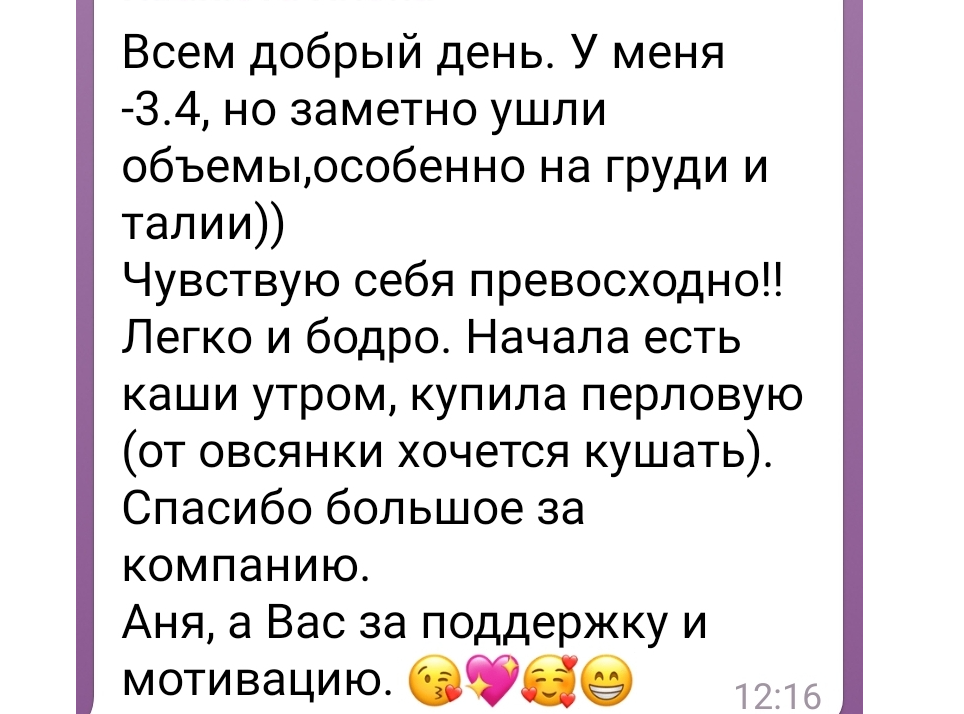 Всем добрый день. У меня
-3.4, но заметно ушли
объемы,особенно на груди и
талии))
Чувствую себя превосходно!!
Легко и бодро. Начала есть
каши утром, купила перловую
(от овсянки хочется кушать).
Спасибо большое за
компанию.
Аня, а Вас за поддержку и
мотивацию. 😘💖🥰😁
12:16